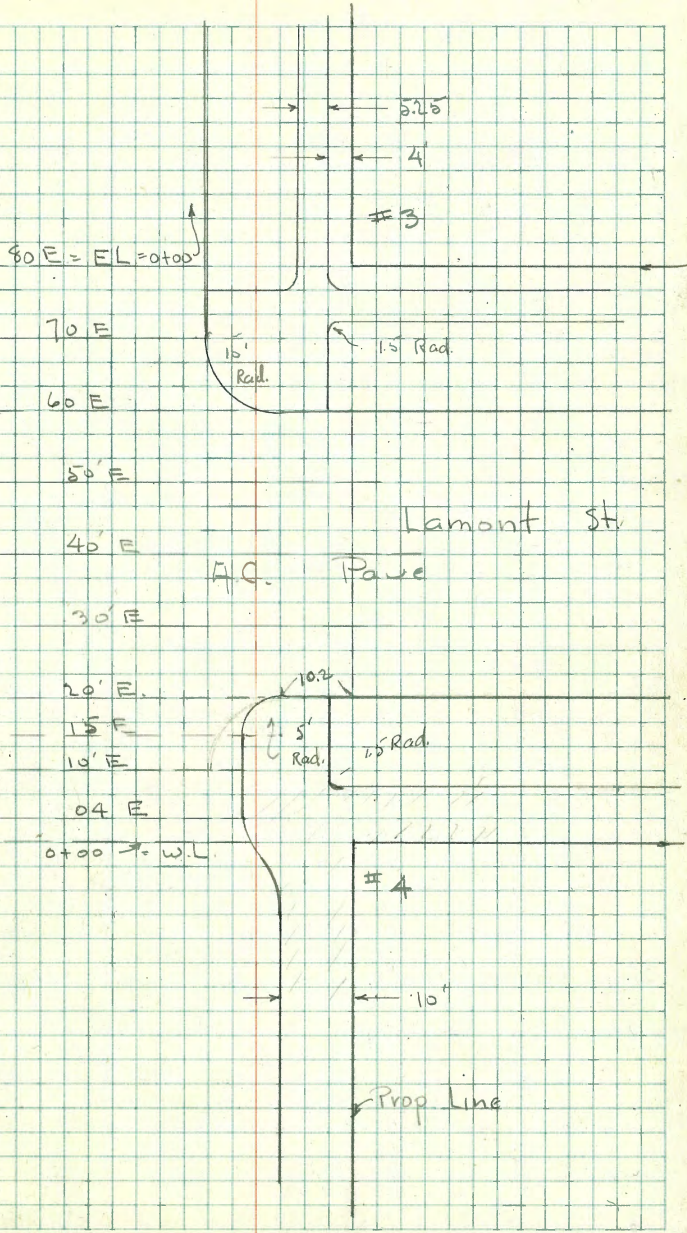 5.25
4'
#3
80 E = EL = 0+00
70 E
15' Rad.
1.5 Rad.
60 E
50' E
Lamont St.
40' E
A.C. Pave
30' E
10.2
20' E.
15 E
5' Rad.
1.5 Rad.
10' E
04 E
0+00 → = W.L
#4
10'
Prop Line